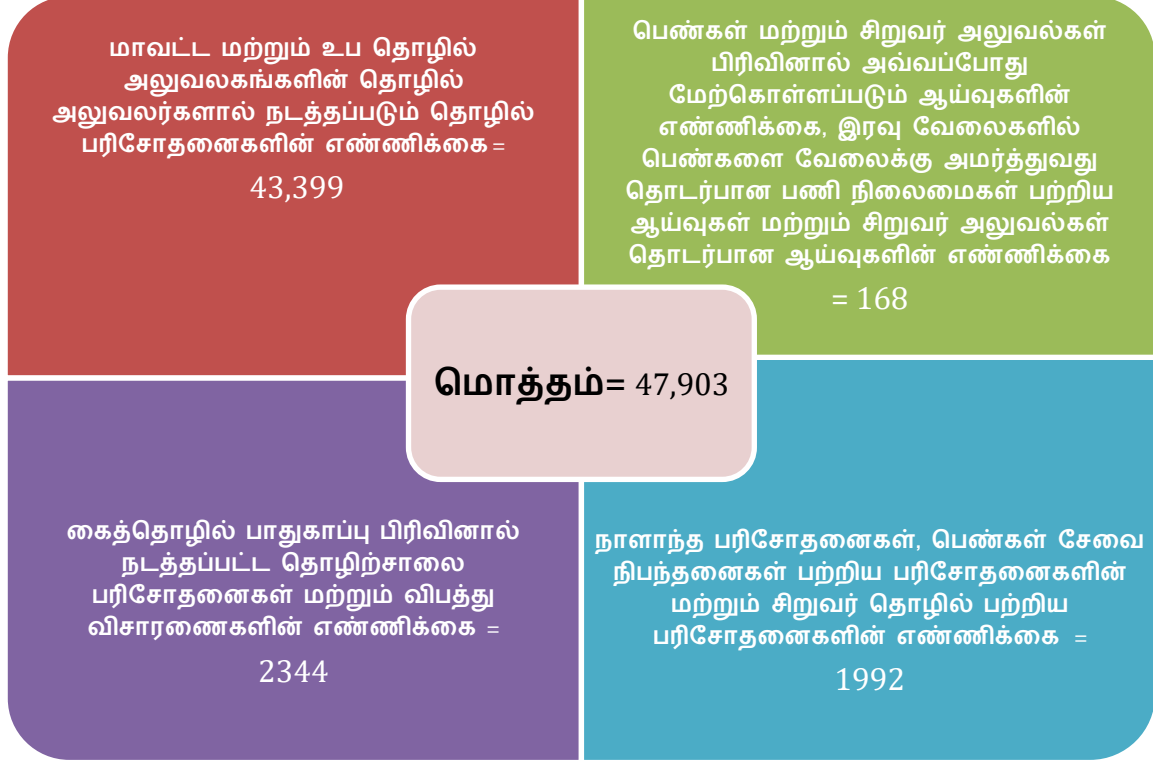 மாவட்ட மற்றும் உப தொழில்
அலுவலகங்களின் தொழில்
அலுவலர்களால் நடத்தப்படும் தொழில்
பரிசோதனைகளின் எண்ணிக்கை =
43,399
பெண்கள் மற்றும் சிறுவர் அலுவல்கள்
பிரிவினால் அவ்வப்போது
மேற்கொள்ளப்படும் ஆய்வுகளின்
எண்ணிக்கை, இரவு வேலைகளில்
பெண்களை வேலைக்கு அமர்த்துவது
தொடர்பான பணி நிலைமைகள் பற்றிய
ஆய்வுகள் மற்றும் சிறுவர் அலுவல்கள்
தொடர்பான ஆய்வுகளின் எண்ணிக்கை
= 168
மொத்தம்= 47,903
கைத்தொழில் பாதுகாப்பு பிரிவினால்
நடத்தப்பட்ட தொழிற்சாலை
பரிசோதனைகள் மற்றும் விபத்து
விசாரணைகளின் எண்ணிக்கை =
2344
நாளாந்த பரிசோதனைகள், பெண்கள் சேவை
நிபந்தனைகள் பற்றிய பரிசோதனைகளின்
மற்றும் சிறுவர் தொழில் பற்றிய
பரிசோதனைகளின் எண்ணிக்கை =
1992